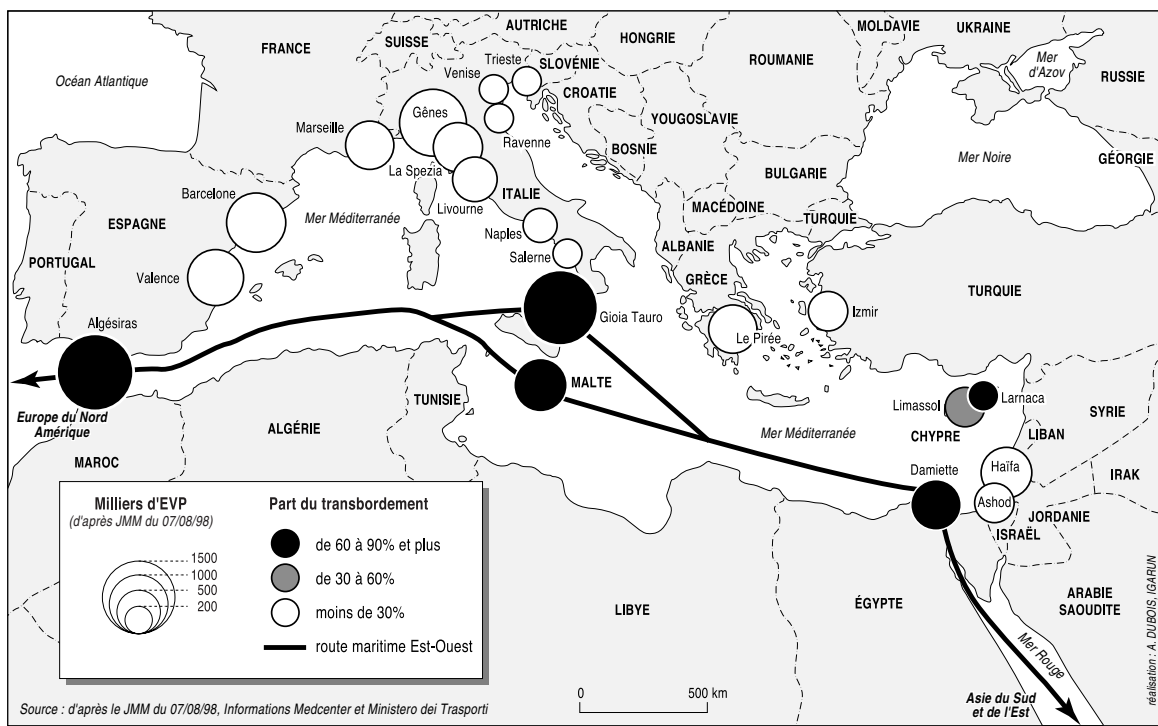 AUTRICHE
UKRAINE
MOLDAVIE
HONGRIE
FRANCE
SUISSE
Trieste
SLOVÉNIE
ROUMANIE
Mer
d'Azov
Océan Atlantique
Venise
CROATIE
RUSSIE
Gênes
YOUGOSLAVIE
Marseille
Ravenne
BOSNIE
Mer Noire
GÉORGIE
La Spezia
BULGARIE
Barcelone
ITALIE
Livourne
MACÉDOINE
Mer Méditerranée
TURQUIE
ESPAGNE
Naples
ALBANIE
Salerne
PORTUGAL
Valence
GRÈCE
TURQUIE
Algésiras
Gioia Tauro
Izmir
Le Pirée
MALTE
TUNISIE
Limassol
Larnaca
SYRIE
Europe du Nord
Amérique
ALGÉRIE
Mer Méditerranée
CHYPRE
LIBAN
MAROC
Damiette
Haïfa
IRAK
Ashod
JORDANIE
ISRAËL
Milliers d'EVP
(d'après JMM du 07/08/98)
1500
1000
500
200
Part du transbordement
de 60 à 90% et plus
de 30 à 60%
moins de 30%
route maritime Est-Ouest
LIBYE
ÉGYPTE
ARABIE
SAOUDITE
Mer Rouge
0 500 km
Asie du Sud
et de l'Est
Source : d'après le JMM du 07/08/98, Informations Medcenter et Ministero dei Trasporti
réalisation : A. DUBOIS, IGARUN